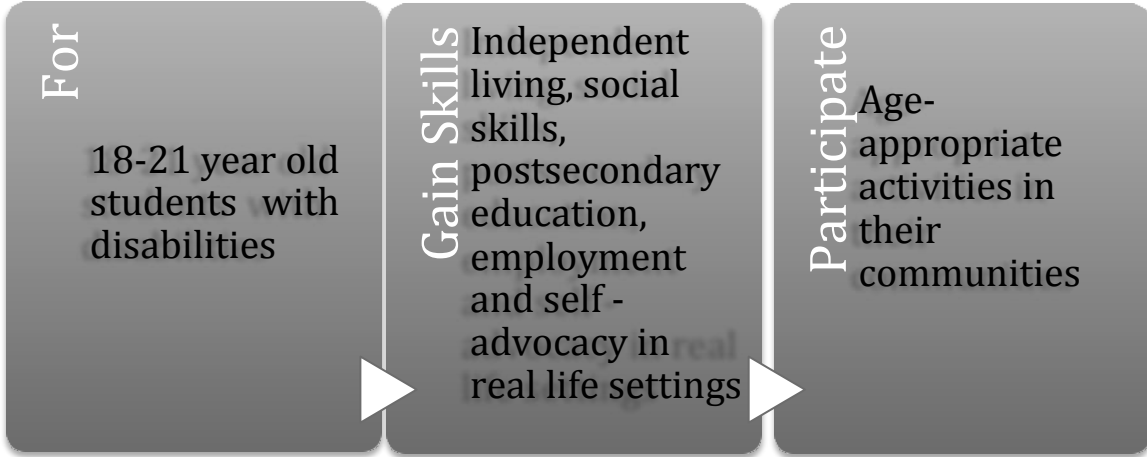 For
18-21 year old
students with
disabilities
Gain Skills
Independent
living, social
skills,
postsecondary
education,
employment
and self -
advocacy in
real life settings
Participate
Age-
appropriate
activities in
their
communities